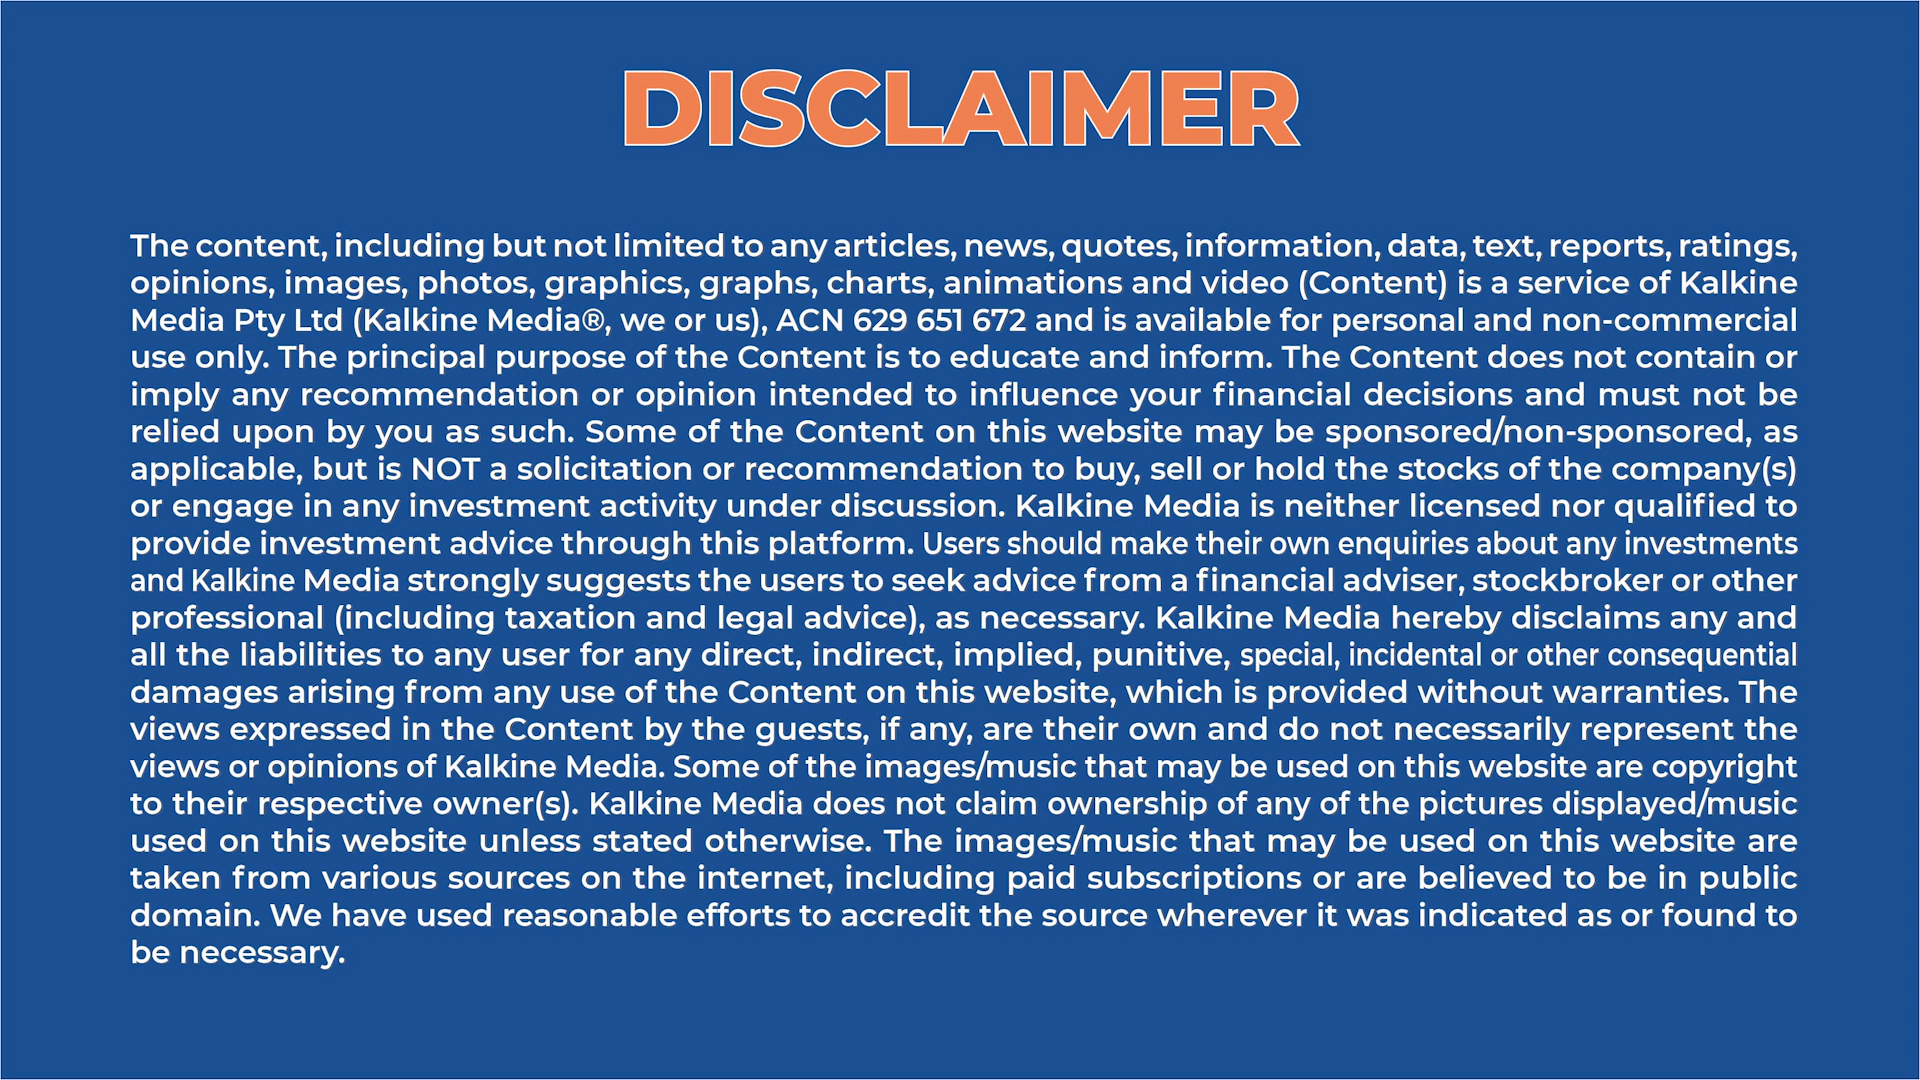 DISCLAIMER
The content, including but not limited to any articles, news, quotes, information, data, text, reports, ratings,
opinions, images, photos, graphics, graphs, charts, animations and video (Content) is a service of Kalkine
Media Pty Ltd (Kalkine Media®, we or us), ACN 629 651 672 and is available for personal and non-commercial
use only. The principal purpose of the Content is to educate and inform. The Content does not contain or
imply any recommendation or opinion intended to influence your financial decisions and must not be
relied upon by you as such. Some of the Content on this website may be sponsored/non-sponsored, as
applicable, but is NOT a solicitation or recommendation to buy, sell or hold the stocks of the company(s)
or engage in any investment activity under discussion. Kalkine Media is neither licensed nor qualified to
provide investment advice through this platform. Users should make their own enquiries about any investments
and Kalkine Media strongly suggests the users to seek advice from a financial adviser, stockbroker or other
professional (including taxation and legal advice), as necessary. Kalkine Media hereby disclaims any and
all the liabilities to any user for any direct, indirect, implied, punitive, special, incidental or other consequential
damages arising from any use of the Content on this website, which is provided without warranties. The
views expressed in the Content by the guests, if any, are their own and do not necessarily represent the
views or opinions of Kalkine Media. Some of the images/music that may be used on this website are copyright
to their respective owner(s). Kalkine Media does not claim ownership of any of the pictures displayed/music
used on this website unless stated otherwise. The images/music that may be used on this website are
taken from various sources on the internet, including paid subscriptions or are believed to be in public
domain. We have used reasonable efforts to accredit the source wherever it was indicated as or found to
be necessary.